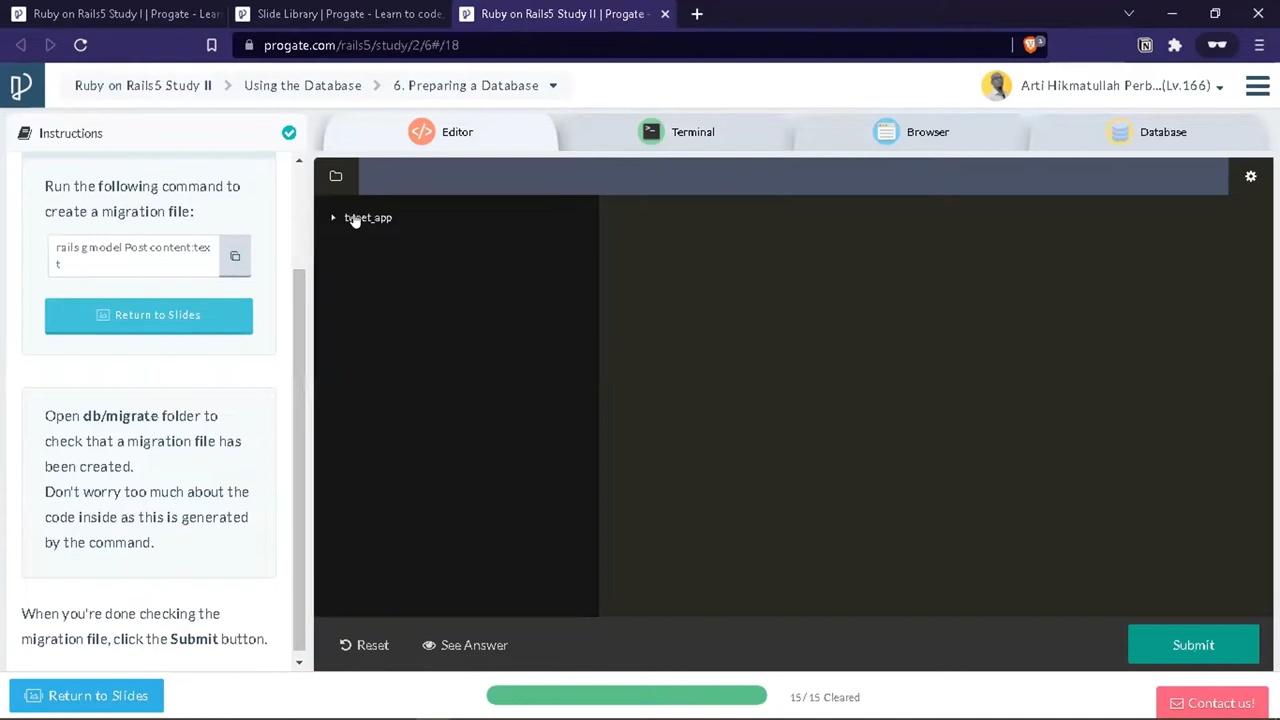 Ruby on Rails5 Study I | Progate - Lear
Slide Library | Progate - Learn to code
Ruby on Rails5 Study II | Progate -
progate.com/rails5/study/2/6#/18
Ruby on Rails5 Study II
Using the Database
6. Preparing a Database
Arti Hikmatullah Perb...(Lv.166)
Instructions
Editor
Terminal
Browser
Database
Run the following command to
create a migration file:
rails g model Post content:tex
t
Return to Slides
Open db/migrate folder to
check that a migration file has
been created.
Don't worry too much about the
code inside as this is generated
by the command.
When you're done checking the
migration file, click the Submit button.
tweet_app
Reset
See Answer
Submit
Return to Slides
15/ 15 Cleared
Contact us!